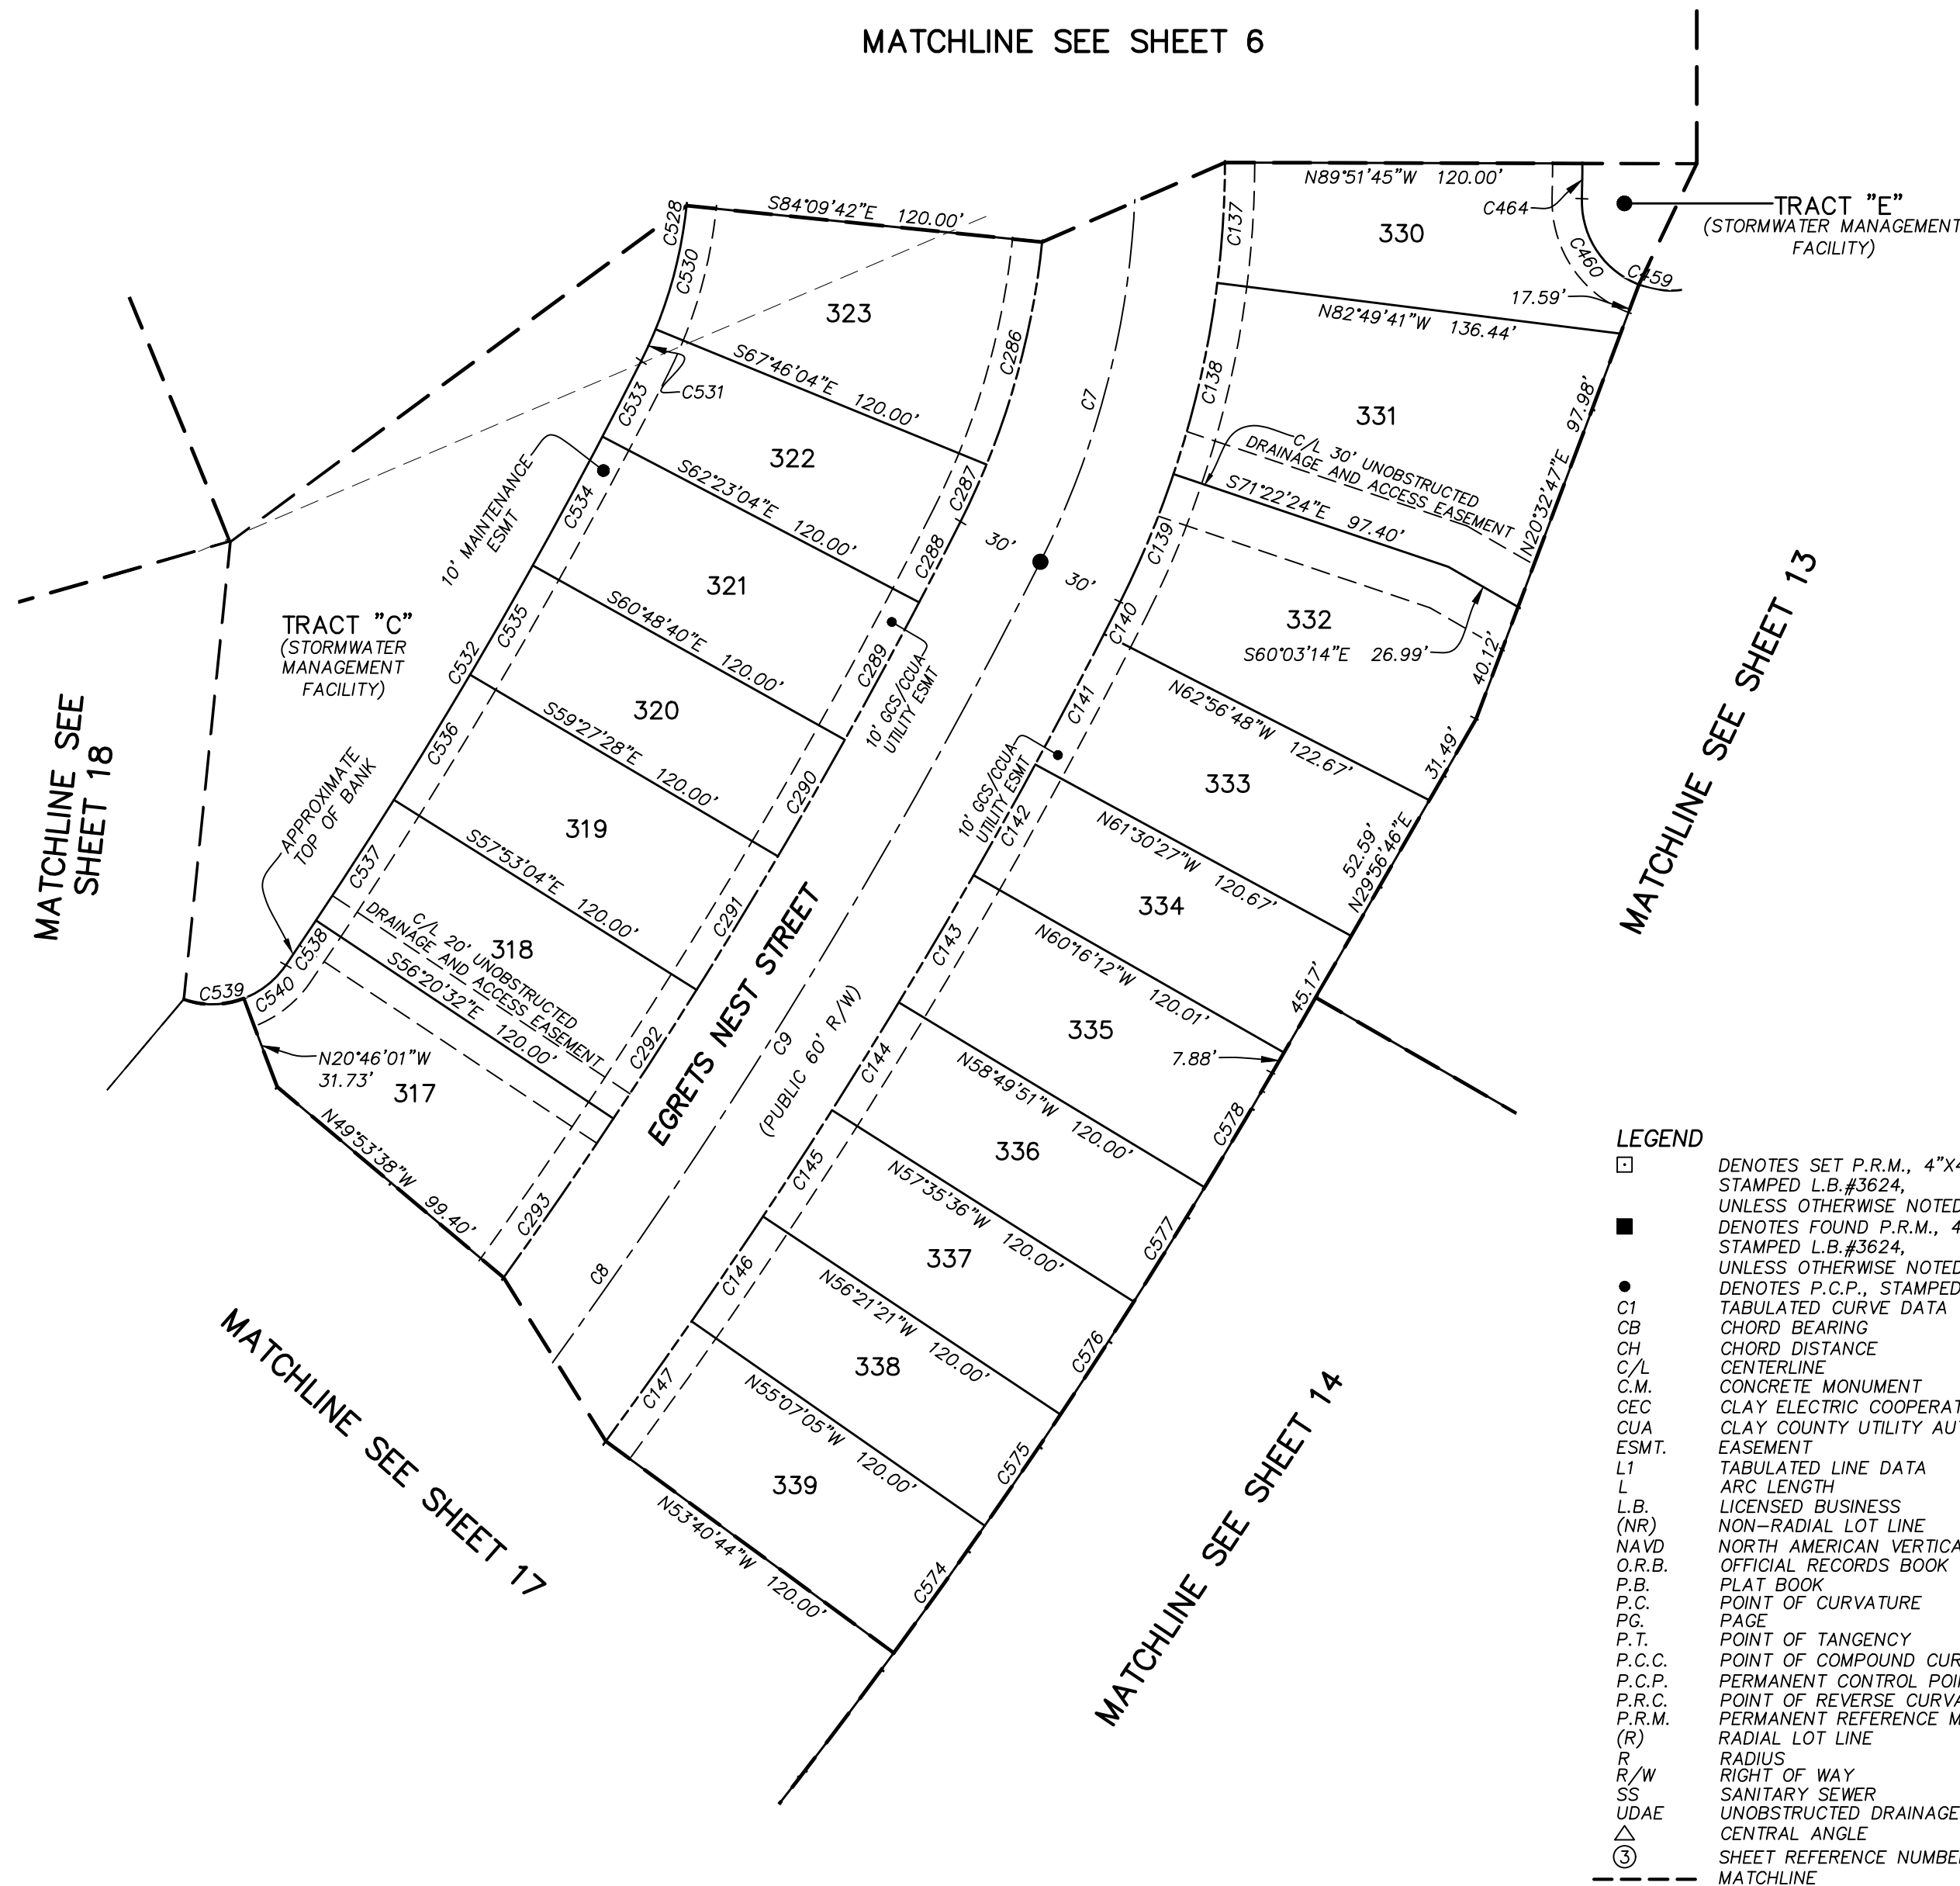 MATCHLINE SEE SHEET 6
N89°51'45"W 120.00'
C464
TRACT "E"
(STORMWATER MANAGEMENT
FACILITY)
C137
330
C460
C459
17.59'
N82°49'41"W 136.44'
S84°09'42"E 120.00'
C528
C530
323
C286
C7
C138
331
97.98'
N20°32'47"E
S67°46'04"E 120.00'
C531
C533
322
C287
30'
30'
C/L 30' UNOBSTRUCTED
DRAINAGE AND ACCESS EASEMENT
S71°22'24"E 97.40'
C139
S62°23'04"E 120.00'
10' MAINTENANCE
ESMT
C534
321
C288
332
S60°03'14"E 26.99'
40.12'
C140
MATCHLINE SEE SHEET 13
TRACT "C"
(STORMWATER
MANAGEMENT
FACILITY)
C535
C532
S60°48'40"E 120.00'
C289
10' GCS/CCUA
UTILITY ESMT
C141
N62°56'48"W 122.67'
31.49'
320
S59°27'28"E 120.00'
C290
C536
10' GCS/CCUA
UTILITY ESMT
C142
333
N61°30'27"W 120.67'
52.59'
N29°56'46"E
MATCHLINE SEE
SHEET 18
APPROXIMATE
TOP OF BANK
319
S57°53'04"E 120.00'
C291
C537
334
C143
N60°16'12"W 120.01'
45.17'
318
C/L 20' UNOBSTRUCTED
DRAINAGE AND ACCESS EASEMENT
S56°20'32"E 120.00'
C538
C539
C540
C292
EGRETS NEST STREET
(PUBLIC 60' R/W)
C9
335
7.88'
C144
N58°49'51"W 120.00'
C578
N20°46'01"W
31.73'
317
N49°53'38"W 99.40'
C293
C8
336
C145
N57°35'36"W 120.00'
C577
337
C146
N56°21'21"W 120.00'
C576
338
C147
N55°07'05"W 120.00'
C575
339
N53°40'44"W 120.00'
C574
MATCHLINE SEE SHEET 17
MATCHLINE SEE SHEET 14
LEGEND
DENOTES SET P.R.M., 4"X4
STAMPED L.B.#3624,
UNLESS OTHERWISE NOTED
DENOTES FOUND P.R.M., 4
STAMPED L.B.#3624,
UNLESS OTHERWISE NOTED
DENOTES P.C.P., STAMPED
C1 TABULATED CURVE DATA
CB CHORD BEARING
CH CHORD DISTANCE
C/L CENTERLINE
C.M. CONCRETE MONUMENT
CEC CLAY ELECTRIC COOPERAT
CUA CLAY COUNTY UTILITY AU
ESMT. EASEMENT
L1 TABULATED LINE DATA
L ARC LENGTH
L.B. LICENSED BUSINESS
(NR) NON-RADIAL LOT LINE
NAVD NORTH AMERICAN VERTICA
O.R.B. OFFICIAL RECORDS BOOK
P.B. PLAT BOOK
P.C. POINT OF CURVATURE
PG. PAGE
P.T. POINT OF TANGENCY
P.C.C. POINT OF COMPOUND CUR
P.C.P. PERMANENT CONTROL POI
P.R.C. POINT OF REVERSE CURVA
P.R.M. PERMANENT REFERENCE M
(R) RADIAL LOT LINE
R RADIUS
R/W RIGHT OF WAY
SS SANITARY SEWER
UDAE UNOBSTRUCTED DRAINAGE
CENTRAL ANGLE
3 SHEET REFERENCE NUMBE
MATCHLINE